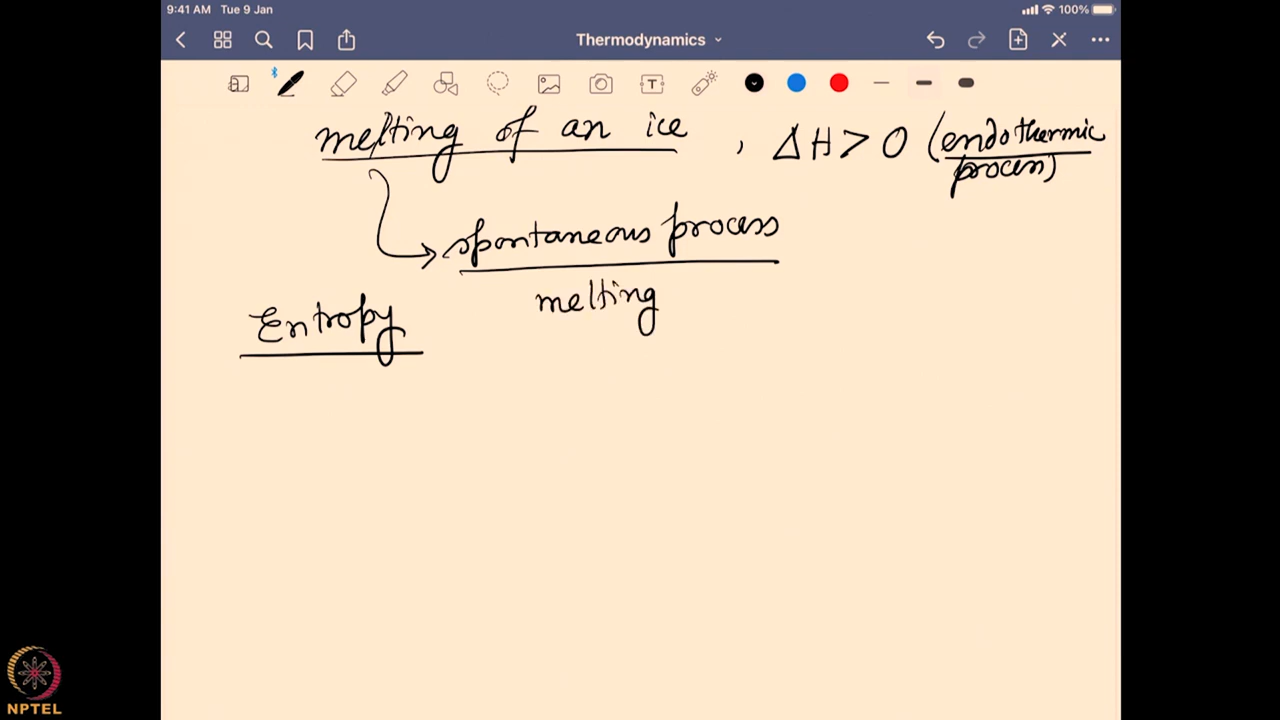 9:41 AM Tue 9 Jan
100%
Thermodynamics
T
melting of an ice , ΔH > 0 (endothermic
process)
spontaneous process
melting
Entropy
NPTEL